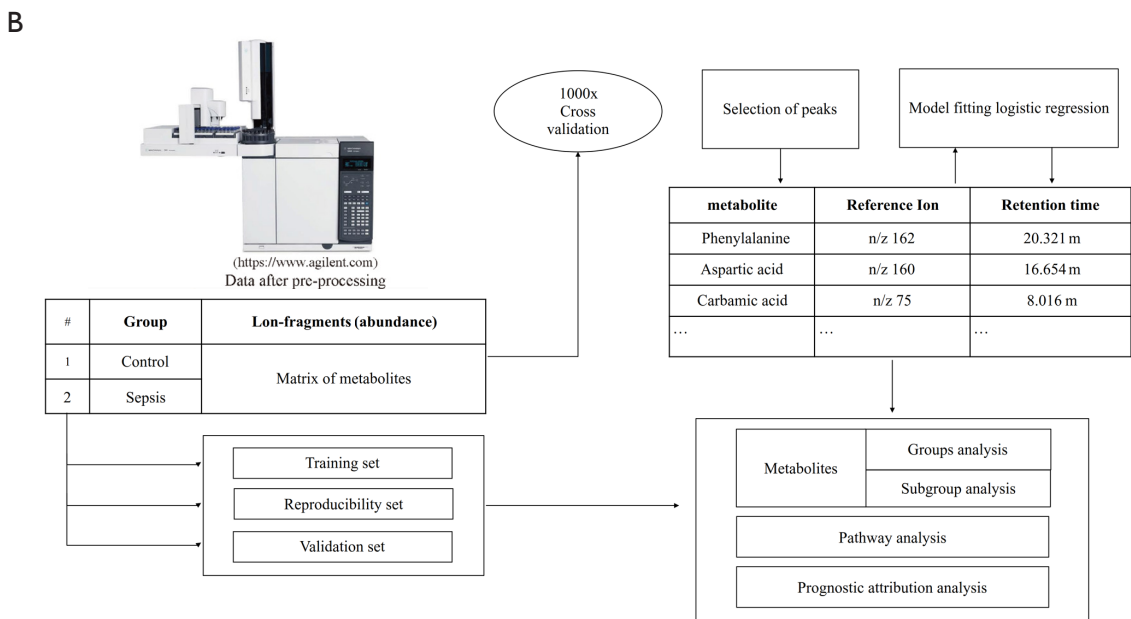 B
1000x
Cross
validation
Selection of peaks
Model fitting logistic regression
(https://www.agilent.com)
Data after pre-processing
# Group Lon-fragments (abundance)
1 Control
Matrix of metabolites
2 Sepsis
metabolite Reference Ion Retention time
Phenylalanine n/z 162 20.321 m
Aspartic acid n/z 160 16.654 m
Carbamic acid n/z 75 8.016 m
… … …
Training set
Reproducibility set
Validation set
Metabolites
Groups analysis
Subgroup analysis
Pathway analysis
Prognostic attribution analysis